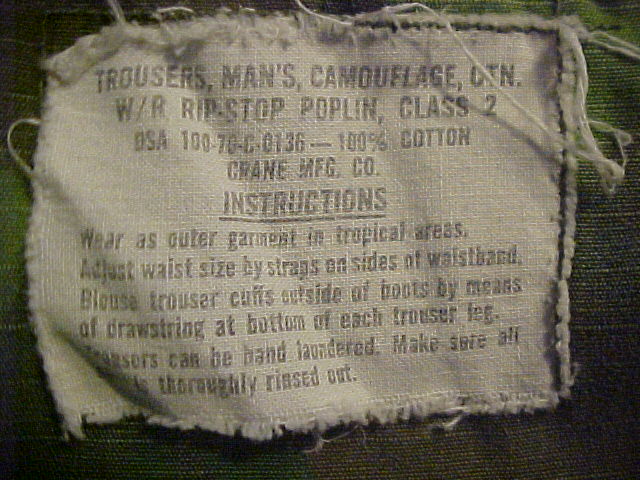 TROUSERS, MAN'S, CAMOUFLAGE, CTN.
W/R RIP-STOP POPLIN, CLASS 2
DSA 100-70-C-0136 — 100% COTTON
CRANE MFG. CO.
INSTRUCTIONS
Wear as outer garment in tropical areas.
Adjust waist size by straps on sides of waistband.
Blouse trouser cuffs outside of boots by means
of drawstring at bottom of each trouser leg.
Trousers can be hand laundered. Make sure all
is thoroughly rinsed out.